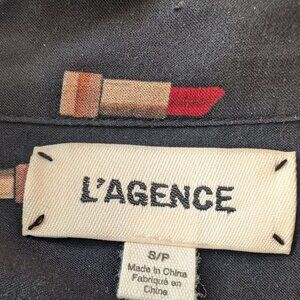 L'AGENCE
S/P
Made in China
Fabriqué en
Chine